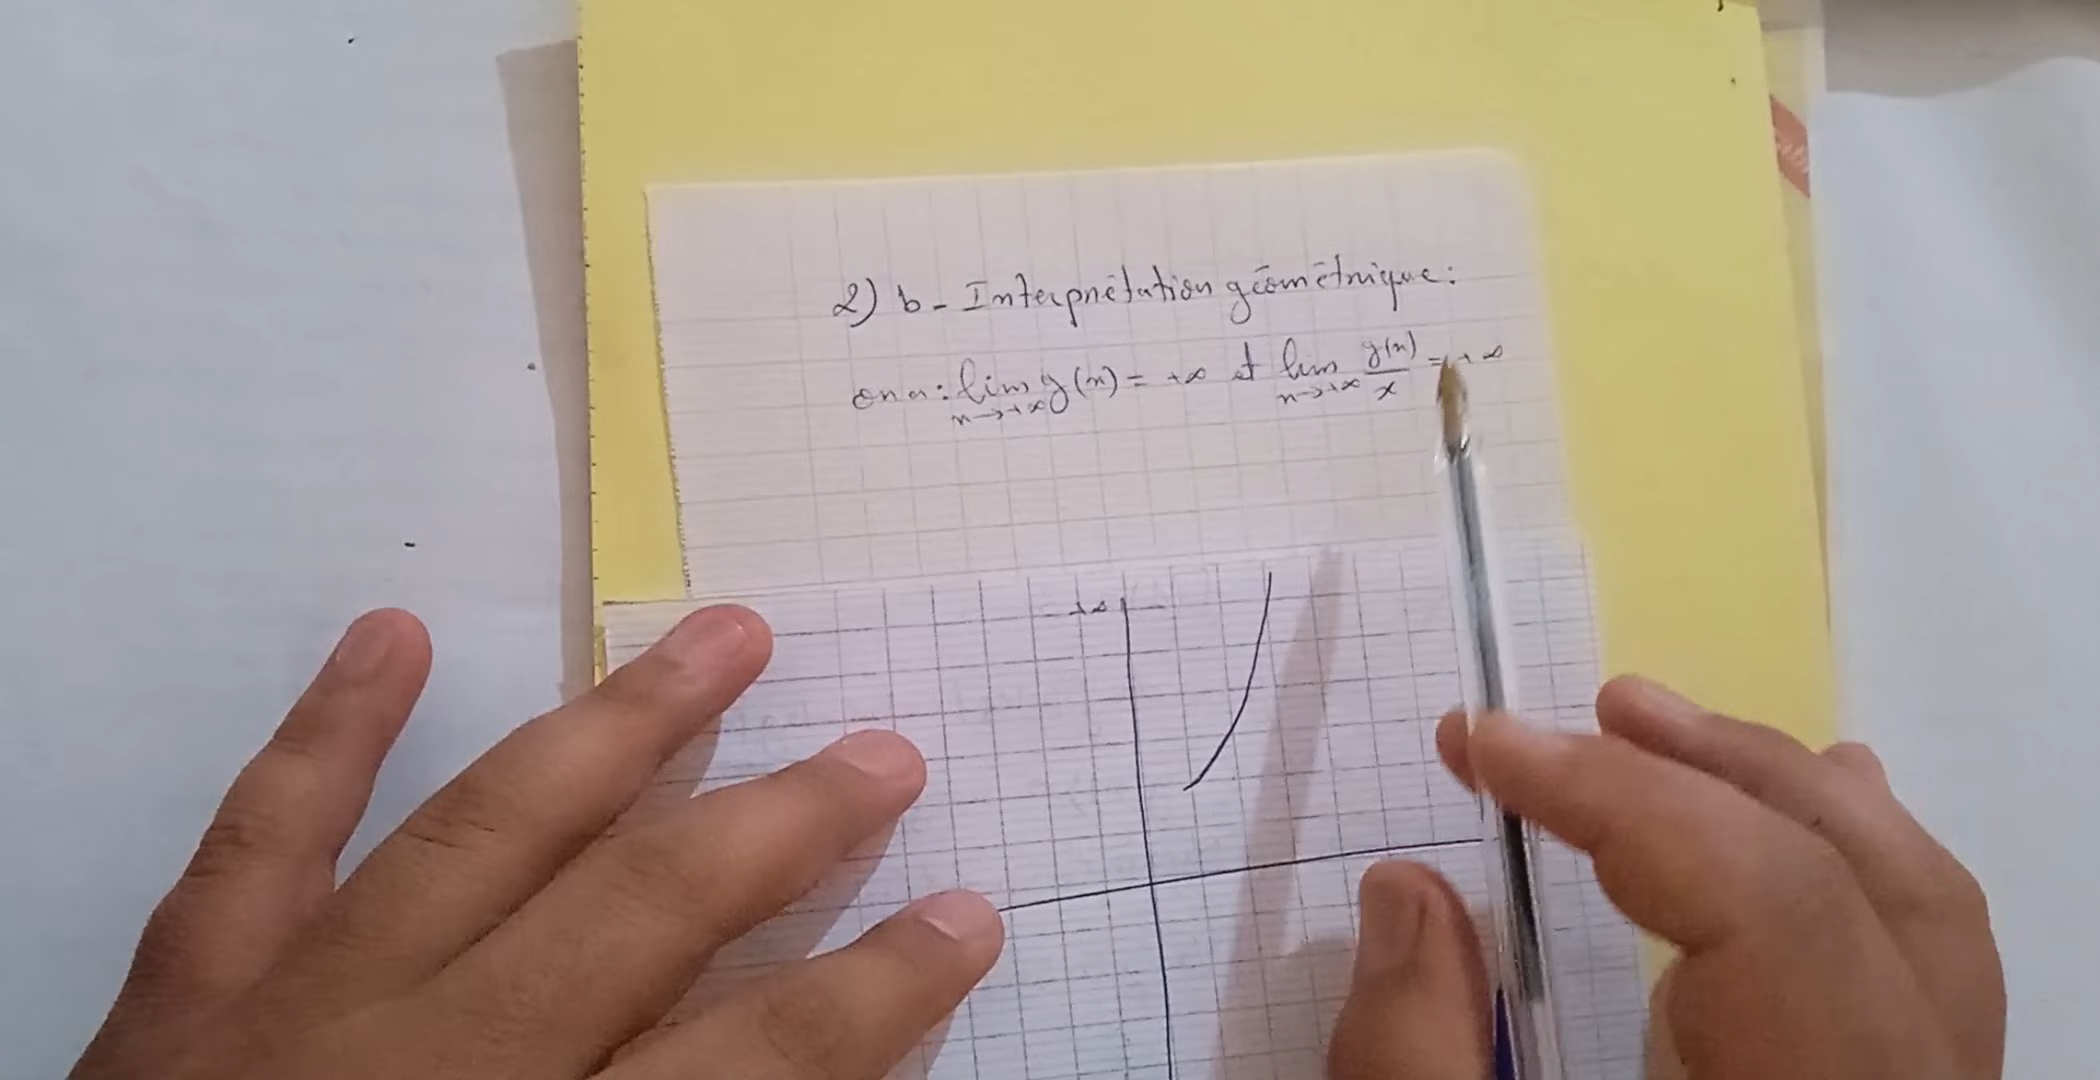 2) b - Interprétation géométrique:
on a: lim g(x) = +∞ et lim g(x)/x = +∞
x→+∞ x→+∞
+∞